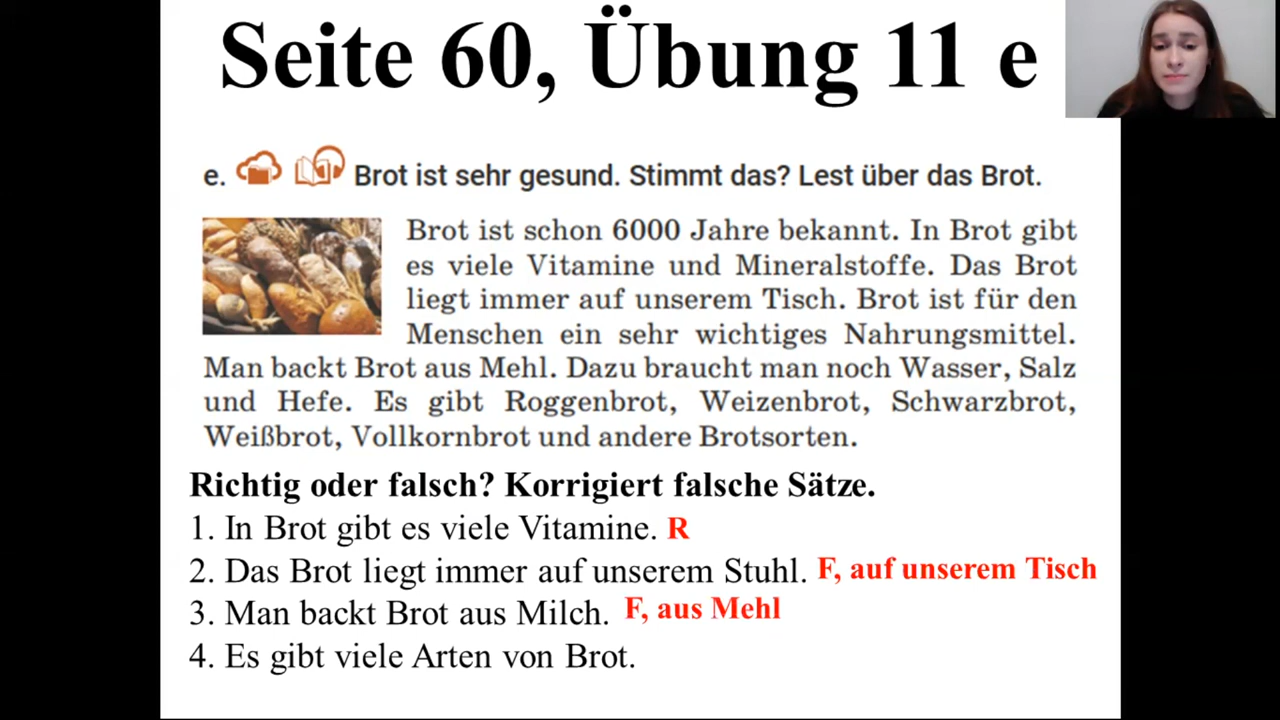 Seite 60, Übung 11 e
e. Brot ist sehr gesund. Stimmt das? Lest über das Brot.
Brot ist schon 6000 Jahre bekannt. In Brot gibt
es viele Vitamine und Mineralstoffe. Das Brot
liegt immer auf unserem Tisch. Brot ist für den
Menschen ein sehr wichtiges Nahrungsmittel.
Man backt Brot aus Mehl. Dazu braucht man noch Wasser, Salz
und Hefe. Es gibt Roggenbrot, Weizenbrot, Schwarzbrot,
Weißbrot, Vollkornbrot und andere Brotsorten.
Richtig oder falsch? Korrigiert falsche Sätze.
1. In Brot gibt es viele Vitamine. R
2. Das Brot liegt immer auf unserem Stuhl. F, auf unserem Tisch
3. Man backt Brot aus Milch. F, aus Mehl
4. Es gibt viele Arten von Brot.